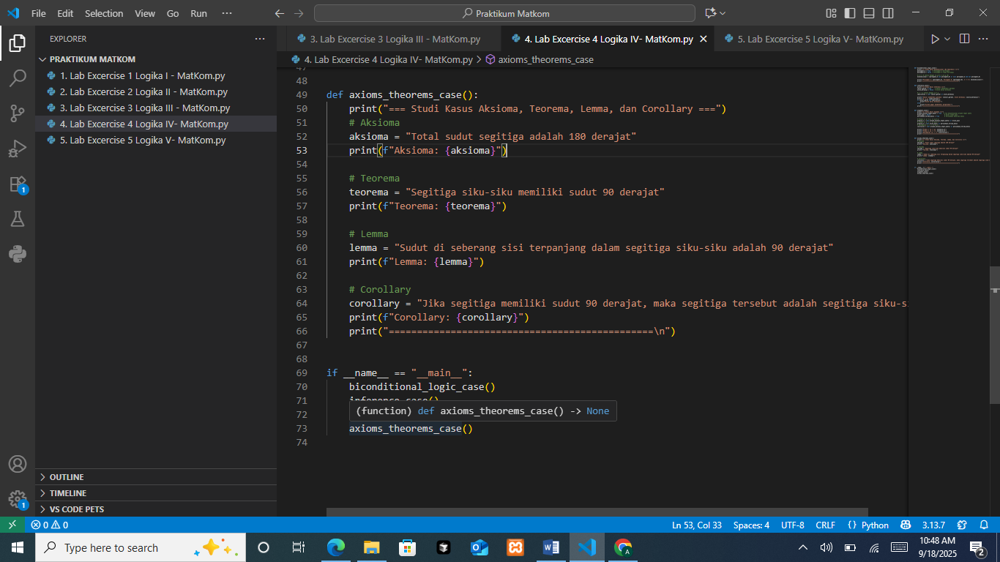 File Edit Selection View Go Run ···
Praktikum Matkom
EXPLORER
PRAKTIKUM MATKOM
1. Lab Excercise 1 Logika I - MatKom.py
2. Lab Excercise 2 Logika II - MatKom.py
3. Lab Excercise 3 Logika III - MatKom.py
4. Lab Excercise 4 Logika IV- MatKom.py
5. Lab Excercise 5 Logika V- MatKom.py
OUTLINE
TIMELINE
VS CODE PETS
1
1
3. Lab Excercise 3 Logika III - MatKom.py
4. Lab Excercise 4 Logika IV- MatKom.py
5. Lab Excercise 5 Logika V- MatKom.py
4. Lab Excercise 4 Logika IV- MatKom.py > axioms_theorems_case
47
48
49 def axioms_theorems_case():
50 print("=== Studi Kasus Aksioma, Teorema, Lemma, dan Corollary ===")
51 # Aksioma
52 aksioma = "Total sudut segitiga adalah 180 derajat"
53 print(f"Aksioma: {aksioma}")
54
55 # Teorema
56 teorema = "Segitiga siku-siku memiliki sudut 90 derajat"
57 print(f"Teorema: {teorema}")
58
59 # Lemma
60 lemma = "Sudut di seberang sisi terpanjang dalam segitiga siku-siku adalah 90 derajat"
61 print(f"Lemma: {lemma}")
62
63 # Corollary
64 corollary = "Jika segitiga memiliki sudut 90 derajat, maka segitiga tersebut adalah segitiga siku-s
65 print(f"Corollary: {corollary}")
66 print("===============================================\n")
67
68
69 if __name__ == "__main__":
70 biconditional_logic_case()
71 inference_case()
72 (function) def axioms_theorems_case() -> None
73 axioms_theorems_case()
74
0 0
Ln 53, Col 33 Spaces: 4 UTF-8 CRLF {} Python 3.13.7
Type here to search
10:48 AM
9/18/2025
2